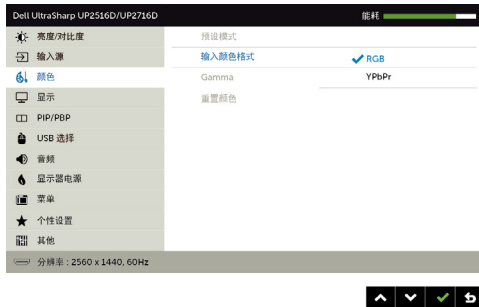 Dell UltraSharp UP2516D/UP2716D 能耗
亮度/对比度 预设模式
输入源 输入颜色格式 RGB
颜色 Gamma YPbPr
显示 重置颜色
PIP/PBP
USB 选择
音频
显示器电源
菜单
个性设置
其他
分辨率 : 2560 x 1440, 60Hz